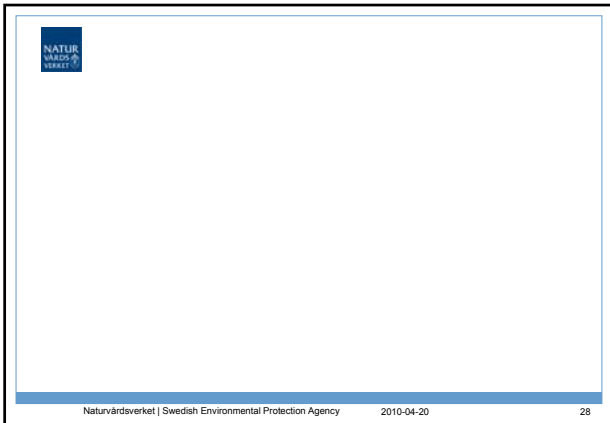 NATUR
VÅRDS
VERKET
Naturvårdsverket | Swedish Environmental Protection Agency 2010-04-20 28